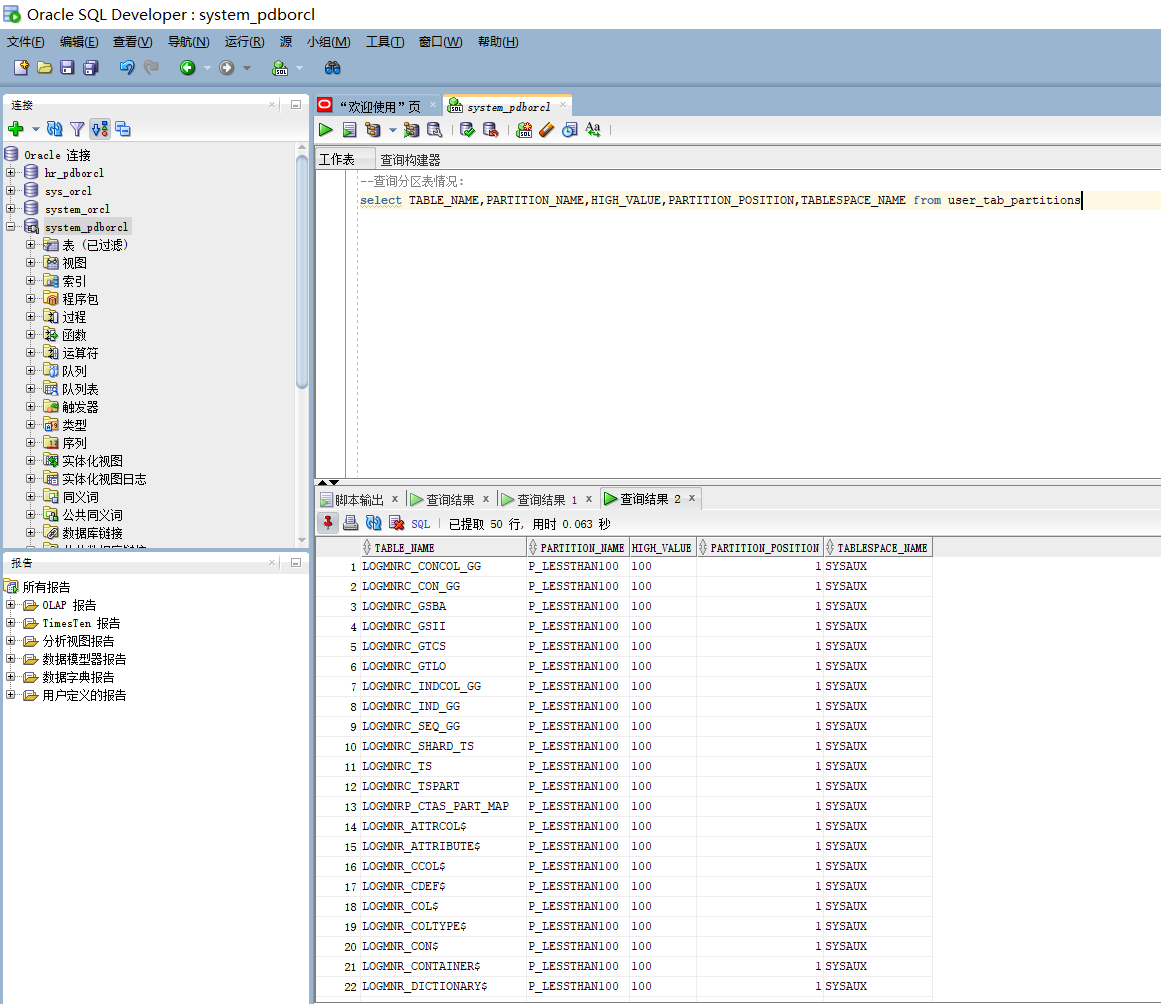 Oracle SQL Developer : system_pdborcl
文件(F) 编辑(E) 查看(V) 导航(N) 运行(R) 源 小组(M) 工具(T) 窗口(W) 帮助(H)
连接
Oracle 连接
hr_pdborcl
sys_orcl
system_orcl
system_pdborcl
表 (已过滤)
视图
索引
程序包
过程
函数
运算符
队列
队列表
触发器
类型
序列
实体化视图
实体化视图日志
同义词
公共同义词
数据库链接
报告
所有报告
OLAP 报告
TimesTen 报告
分析视图报告
数据模型器报告
数据字典报告
用户定义的报告
“欢迎使用”页 system_pdborcl
工作表 查询构建器
--查询分区表情况:
select TABLE_NAME,PARTITION_NAME,HIGH_VALUE,PARTITION_POSITION,TABLESPACE_NAME from user_tab_partitions
脚本输出 x 查询结果 x 查询结果 1 x 查询结果 2 x
SQL | 已提取 50 行, 用时 0.063 秒
TABLE_NAME PARTITION_NAME HIGH_VALUE PARTITION_POSITION TABLESPACE_NAME
1 LOGMNRC_CONCOL_GG P_LESSTHAN100 100 1 SYSAUX
2 LOGMNRC_CON_GG P_LESSTHAN100 100 1 SYSAUX
3 LOGMNRC_GSBA P_LESSTHAN100 100 1 SYSAUX
4 LOGMNRC_GSII P_LESSTHAN100 100 1 SYSAUX
5 LOGMNRC_GTCS P_LESSTHAN100 100 1 SYSAUX
6 LOGMNRC_GTLO P_LESSTHAN100 100 1 SYSAUX
7 LOGMNRC_INDCOL_GG P_LESSTHAN100 100 1 SYSAUX
8 LOGMNRC_IND_GG P_LESSTHAN100 100 1 SYSAUX
9 LOGMNRC_SEQ_GG P_LESSTHAN100 100 1 SYSAUX
10 LOGMNRC_SHARD_TS P_LESSTHAN100 100 1 SYSAUX
11 LOGMNRC_TS P_LESSTHAN100 100 1 SYSAUX
12 LOGMNRC_TSPART P_LESSTHAN100 100 1 SYSAUX
13 LOGMNRP_CTAS_PART_MAP P_LESSTHAN100 100 1 SYSAUX
14 LOGMNR_ATTRCOL$ P_LESSTHAN100 100 1 SYSAUX
15 LOGMNR_ATTRIBUTE$ P_LESSTHAN100 100 1 SYSAUX
16 LOGMNR_CCOL$ P_LESSTHAN100 100 1 SYSAUX
17 LOGMNR_CDEF$ P_LESSTHAN100 100 1 SYSAUX
18 LOGMNR_COL$ P_LESSTHAN100 100 1 SYSAUX
19 LOGMNR_COLTYPE$ P_LESSTHAN100 100 1 SYSAUX
20 LOGMNR_CON$ P_LESSTHAN100 100 1 SYSAUX
21 LOGMNR_CONTAINER$ P_LESSTHAN100 100 1 SYSAUX
22 LOGMNR_DICTIONARY$ P_LESSTHAN100 100 1 SYSAUX